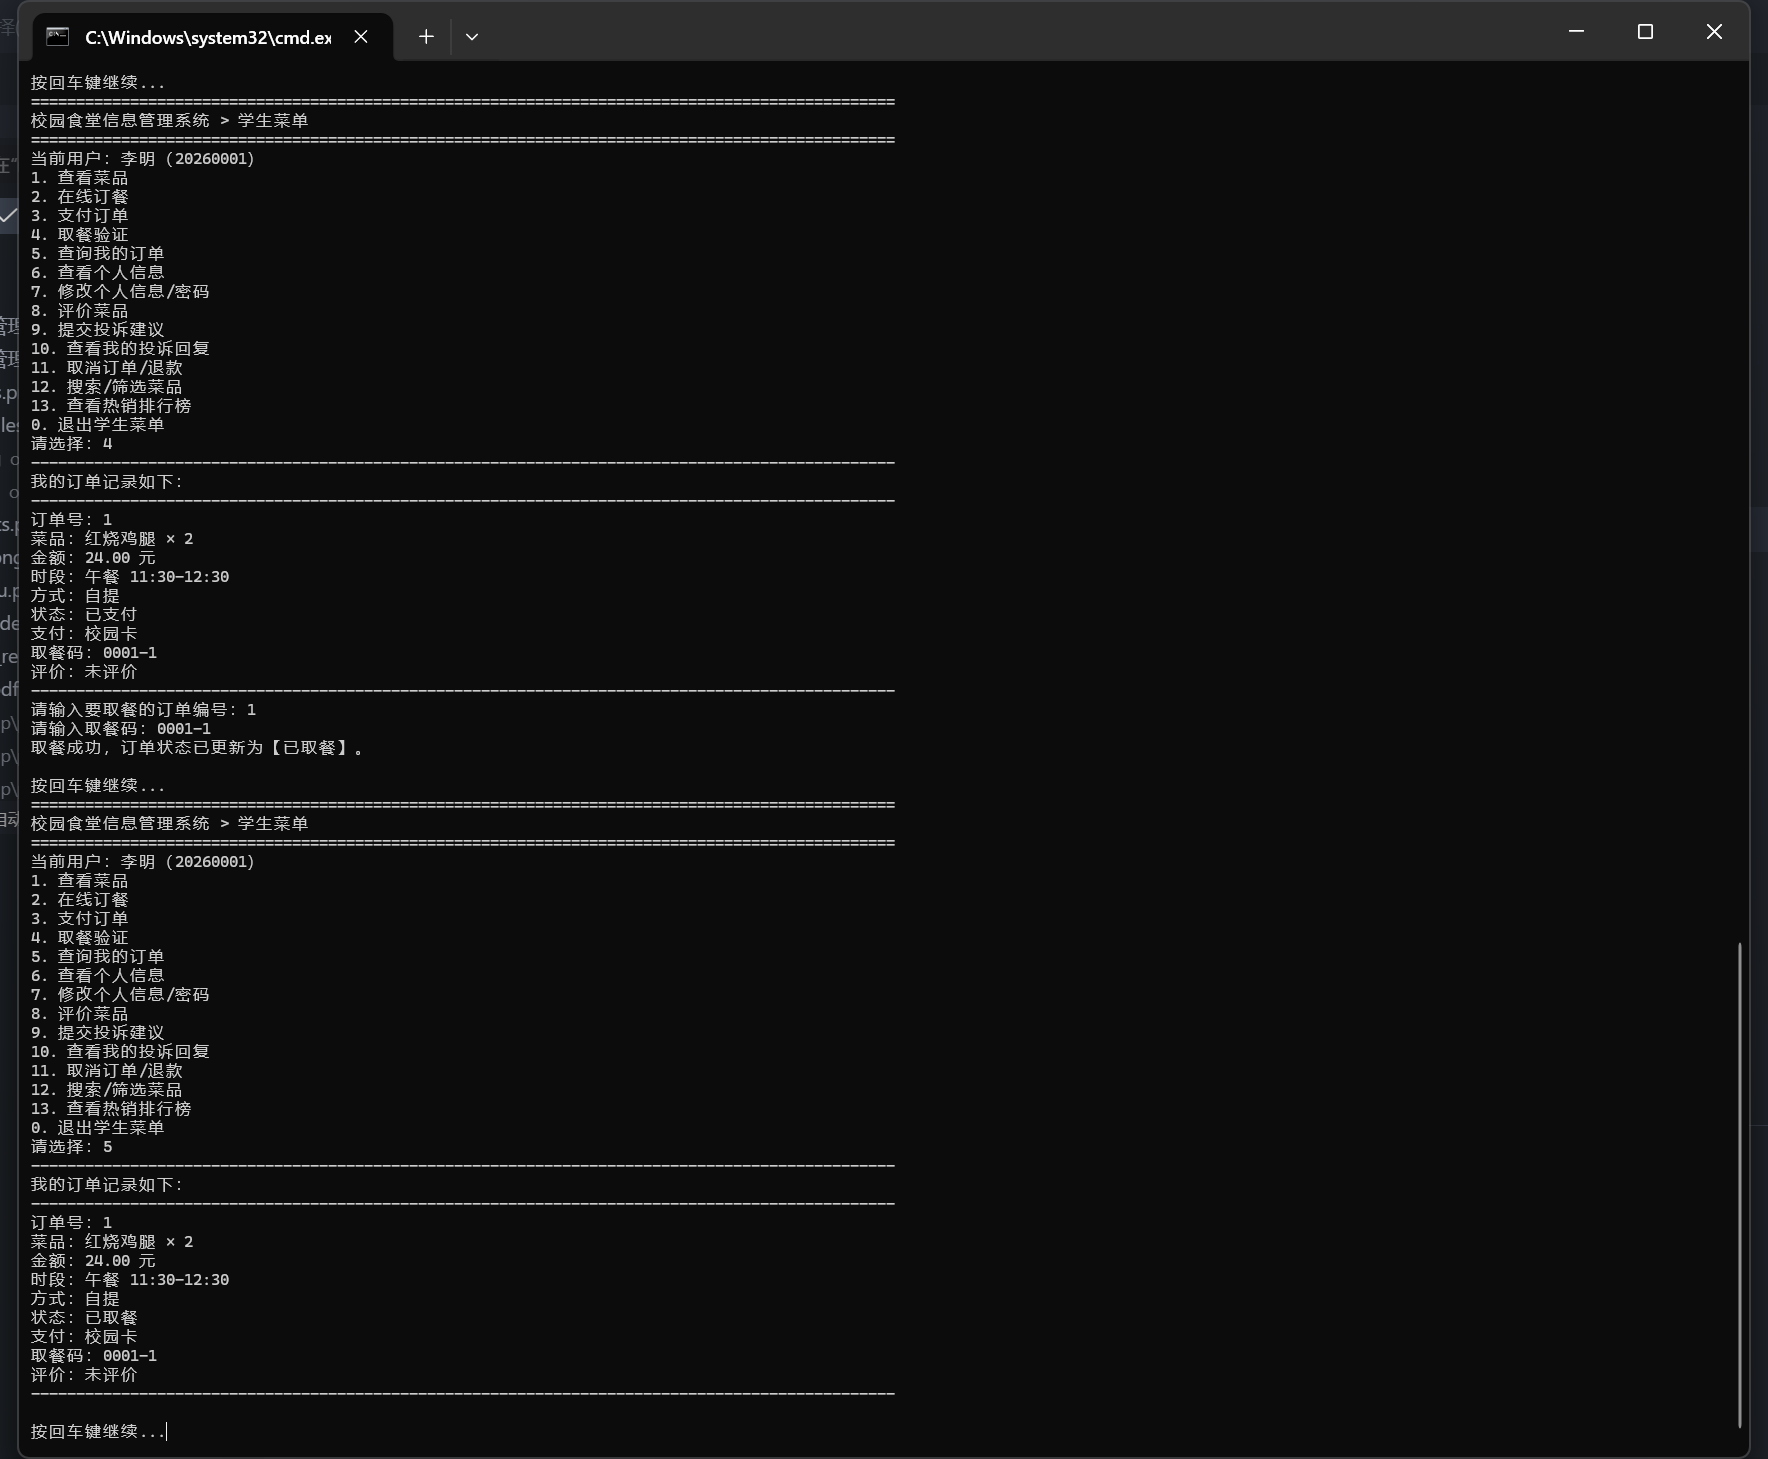 C:\Windows\system32\cmd.ex
按回车键继续...
================================================================================================
校园食堂信息管理系统 > 学生菜单
================================================================================================
当前用户: 李明 (20260001)
1. 查看菜品
2. 在线订餐
3. 支付订单
4. 取餐验证
5. 查询我的订单
6. 查看个人信息
7. 修改个人信息/密码
8. 评价菜品
9. 提交投诉建议
10. 查看我的投诉回复
11. 取消订单/退款
12. 搜索/筛选菜品
13. 查看热销排行榜
0. 退出学生菜单
请选择: 4
------------------------------------------------------------------------------------------------
我的订单记录如下:
------------------------------------------------------------------------------------------------
订单号: 1
菜品: 红烧鸡腿 × 2
金额: 24.00 元
时段: 午餐 11:30-12:30
方式: 自提
状态: 已支付
支付: 校园卡
取餐码: 0001-1
评价: 未评价
------------------------------------------------------------------------------------------------
请输入要取餐的订单编号: 1
请输入取餐码: 0001-1
取餐成功, 订单状态已更新为【已取餐】。
按回车键继续...
================================================================================================
校园食堂信息管理系统 > 学生菜单
================================================================================================
当前用户: 李明 (20260001)
1. 查看菜品
2. 在线订餐
3. 支付订单
4. 取餐验证
5. 查询我的订单
6. 查看个人信息
7. 修改个人信息/密码
8. 评价菜品
9. 提交投诉建议
10. 查看我的投诉回复
11. 取消订单/退款
12. 搜索/筛选菜品
13. 查看热销排行榜
0. 退出学生菜单
请选择: 5
------------------------------------------------------------------------------------------------
我的订单记录如下:
------------------------------------------------------------------------------------------------
订单号: 1
菜品: 红烧鸡腿 × 2
金额: 24.00 元
时段: 午餐 11:30-12:30
方式: 自提
状态: 已取餐
支付: 校园卡
取餐码: 0001-1
评价: 未评价
------------------------------------------------------------------------------------------------
按回车键继续...